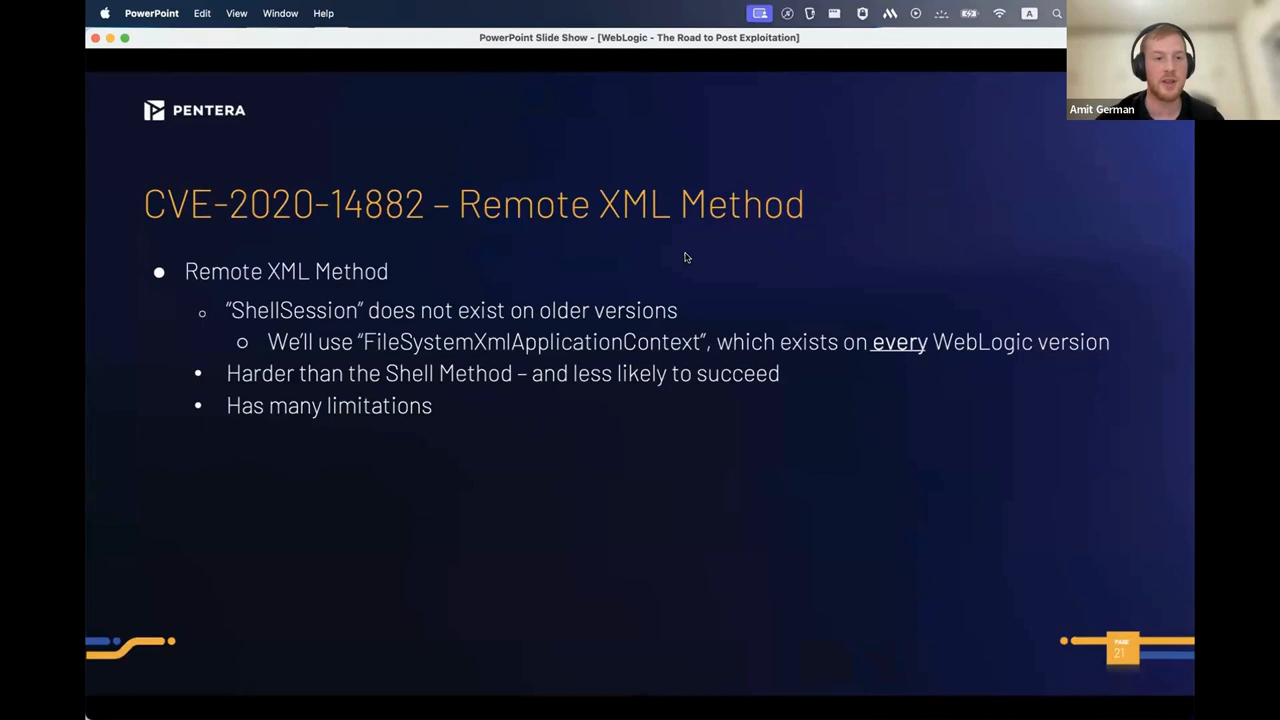 PowerPoint Edit View Window Help
A
PowerPoint Slide Show - [WebLogic - The Road to Post Exploitation]
Amit German
PENTERA
CVE-2020-14882 – Remote XML Method
Remote XML Method
“ShellSession” does not exist on older versions
We’ll use “FileSystemXmlApplicationContext”, which exists on every WebLogic version
Harder than the Shell Method – and less likely to succeed
Has many limitations
PAGE
21